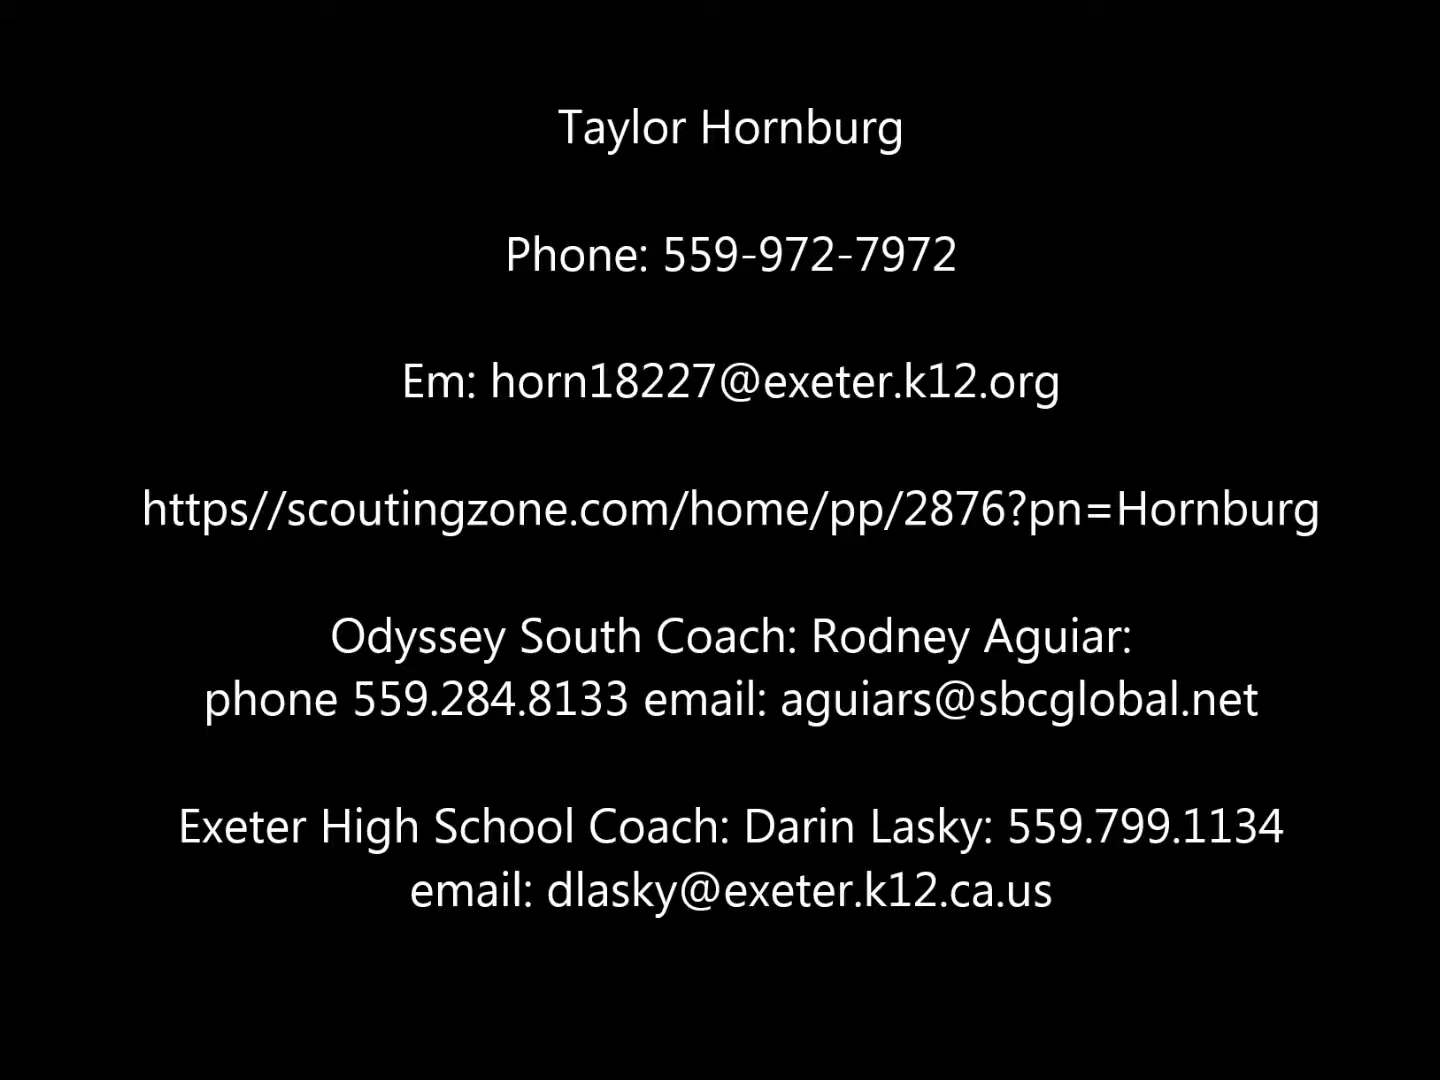 Taylor Hornburg
Phone: 559-972-7972
Em: horn18227@exeter.k12.org
https//scoutingzone.com/home/pp/2876?pn=Hornburg
Odyssey South Coach: Rodney Aguiar:
phone 559.284.8133 email: aguiars@sbcglobal.net
Exeter High School Coach: Darin Lasky: 559.799.1134
email: dlasky@exeter.k12.ca.us